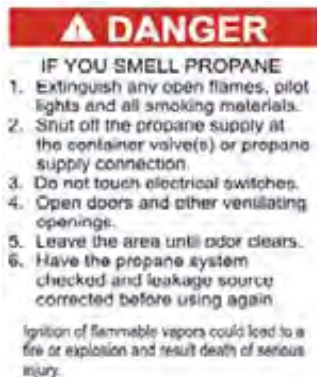 DANGER
IF YOU SMELL PROPANE
1. Extinguish any open flames, pilot
lights and all smoking materials.
2. Shut off the propane supply at
the container valve(s) or propane
supply connection.
3. Do not touch electrical switches.
4. Open doors and other ventilating
openings.
5. Leave the area until odor clears.
6. Have the propane system
checked and leakage source
corrected before using again
Ignition of flammable vapors could lead to a
fire or explosion and result death of serious
injury.